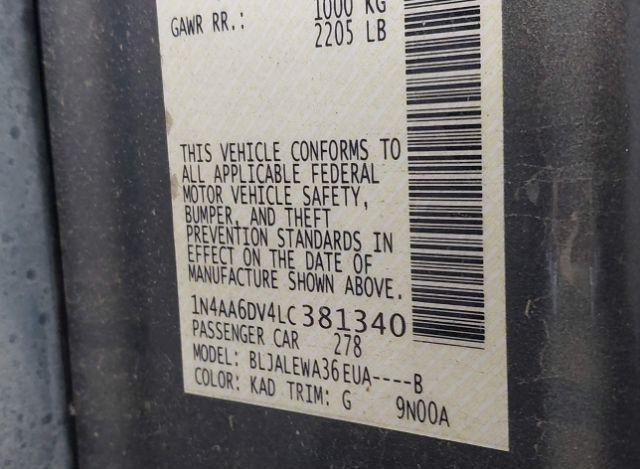 1000 KG
GAWR RR.: 2205 LB
THIS VEHICLE CONFORMS TO
ALL APPLICABLE FEDERAL
MOTOR VEHICLE SAFETY,
BUMPER, AND THEFT
PREVENTION STANDARDS IN
EFFECT ON THE DATE OF
MANUFACTURE SHOWN ABOVE.
1N4AA6DV4LC381340
PASSENGER CAR 278
MODEL: BLJALEWA36EUA----B
COLOR: KAD TRIM: G 9N00A